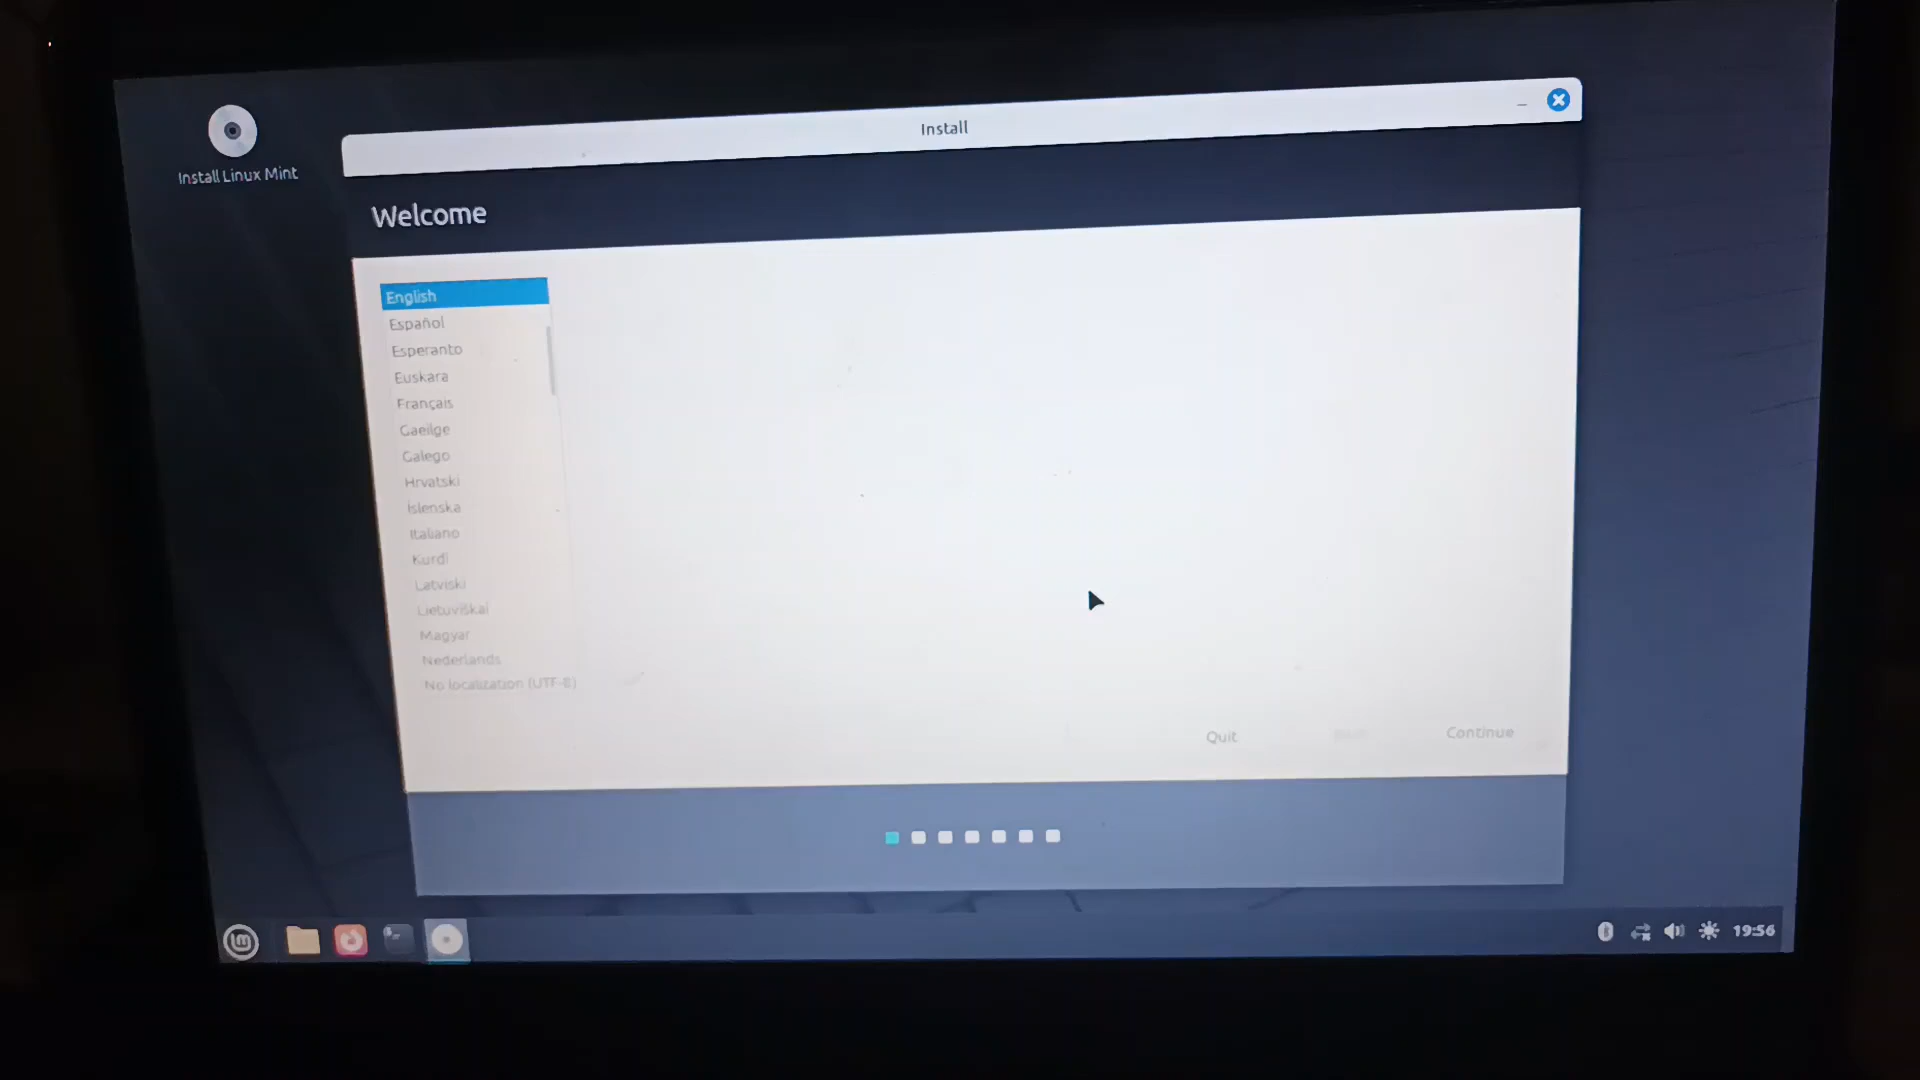 Install
Install Linux Mint
Welcome
English
Español
Esperanto
Euskara
Français
Gaeilge
Galego
Hrvatski
Íslenska
Italiano
Kurdî
Latviski
Lietuviškai
Magyar
Nederlands
No localization (UTF-8)
Quit
Continue
19:56